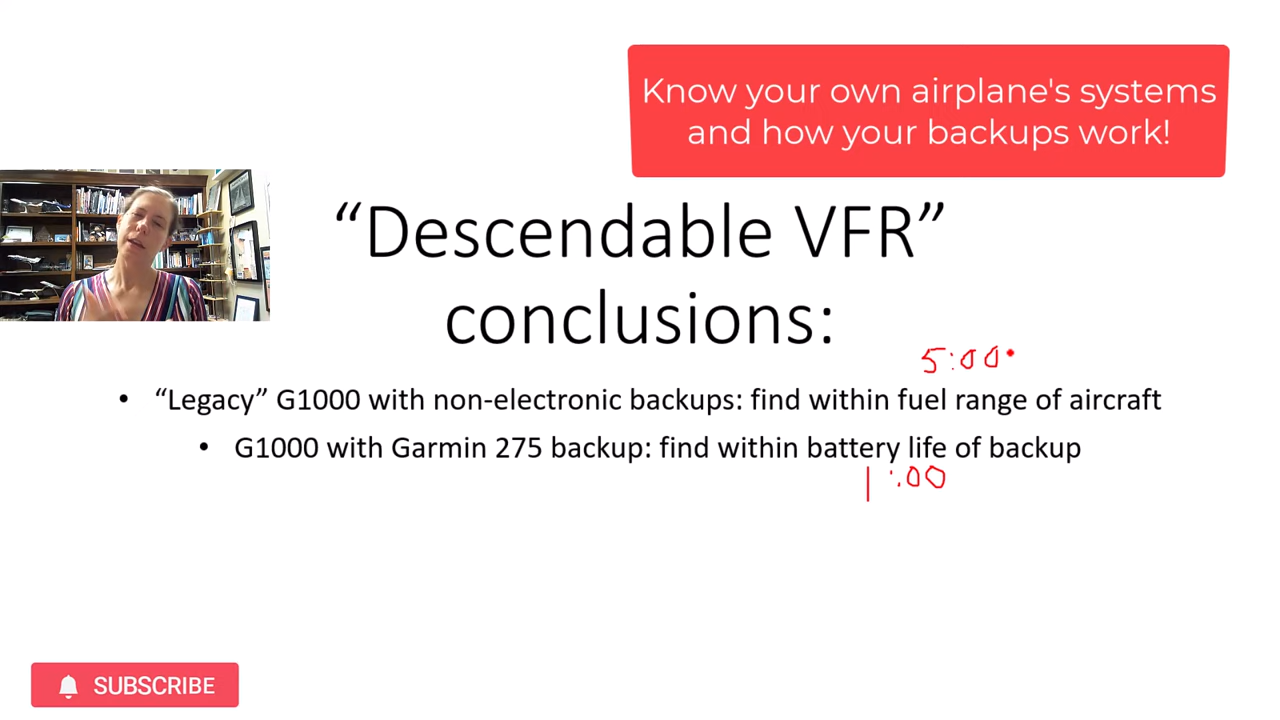 Know your own airplane's systems
and how your backups work!
“Descendable VFR”
conclusions:
5:00
• “Legacy” G1000 with non-electronic backups: find within fuel range of aircraft
• G1000 with Garmin 275 backup: find within battery life of backup
1:00
SUBSCRIBE